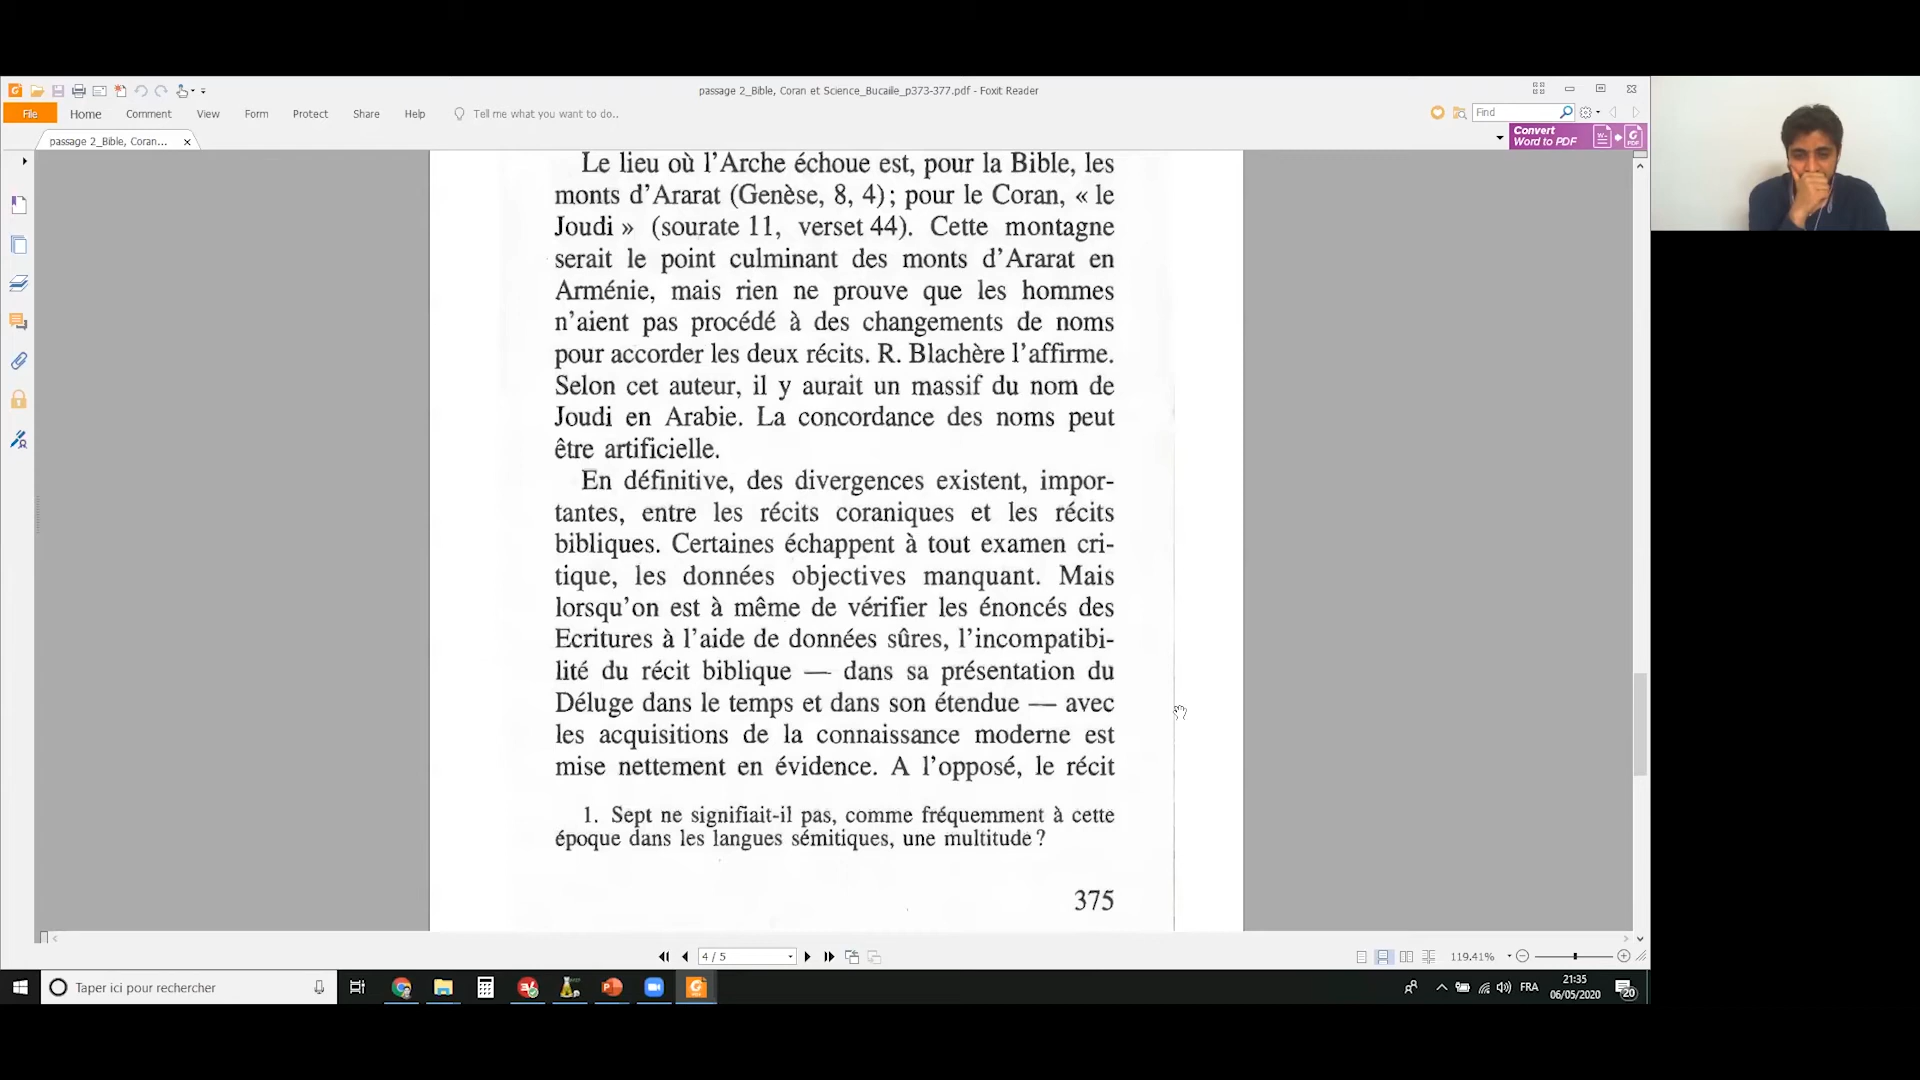 passage 2_Bible, Coran et Science_Bucaile_p373-377.pdf - Foxit Reader
File Home Comment View Form Protect Share Help Tell me what you want to do..
Find
passage 2_Bible, Coran...
Convert
Word to PDF
Le lieu où l'Arche échoue est, pour la Bible, les
monts d'Ararat (Genèse, 8, 4) ; pour le Coran, « le
Joudi » (sourate 11, verset 44). Cette montagne
serait le point culminant des monts d'Ararat en
Arménie, mais rien ne prouve que les hommes
n'aient pas procédé à des changements de noms
pour accorder les deux récits. R. Blachère l'affirme.
Selon cet auteur, il y aurait un massif du nom de
Joudi en Arabie. La concordance des noms peut
être artificielle.
En définitive, des divergences existent, impor-
tantes, entre les récits coraniques et les récits
bibliques. Certaines échappent à tout examen cri-
tique, les données objectives manquant. Mais
lorsqu'on est à même de vérifier les énoncés des
Ecritures à l'aide de données sûres, l'incompatibi-
lité du récit biblique — dans sa présentation du
Déluge dans le temps et dans son étendue — avec
les acquisitions de la connaissance moderne est
mise nettement en évidence. A l'opposé, le récit
1. Sept ne signifiait-il pas, comme fréquemment à cette
époque dans les langues sémitiques, une multitude ?
375
4 / 5
119.41%
Taper ici pour rechercher
FRA
21:35
06/05/2020
20